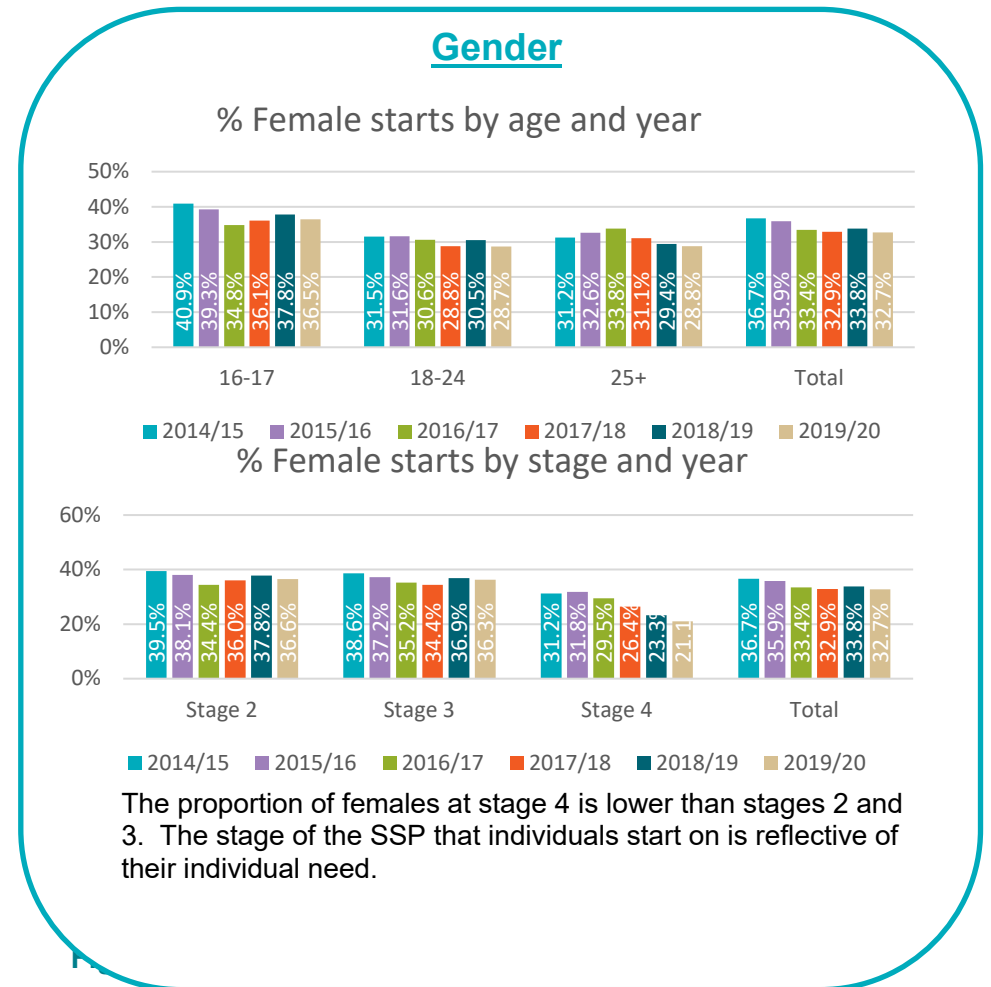 Gender
% Female starts by age and year
50%
40%
30%
20%
10%
0%
40.9% 39.3% 34.8% 36.1% 37.8% 36.5% 31.5% 31.6% 30.6% 28.8% 30.5% 28.7% 31.2% 32.6% 33.8% 31.1% 29.4% 28.8% 36.7% 35.9% 33.4% 32.9% 33.8% 32.7%
16-17 18-24 25+ Total
2014/15 2015/16 2016/17 2017/18 2018/19 2019/20
% Female starts by stage and year
60%
40%
20%
0%
39.5% 38.1% 34.4% 36.0% 37.8% 36.6% 38.6% 37.2% 35.2% 34.4% 36.9% 36.3% 31.2% 31.8% 29.5% 26.4% 23.3% 21.1 36.7% 35.9% 33.4% 32.9% 33.8% 32.7%
Stage 2 Stage 3 Stage 4 Total
2014/15 2015/16 2016/17 2017/18 2018/19 2019/20
The proportion of females at stage 4 is lower than stages 2 and
3. The stage of the SSP that individuals start on is reflective of
their individual need.